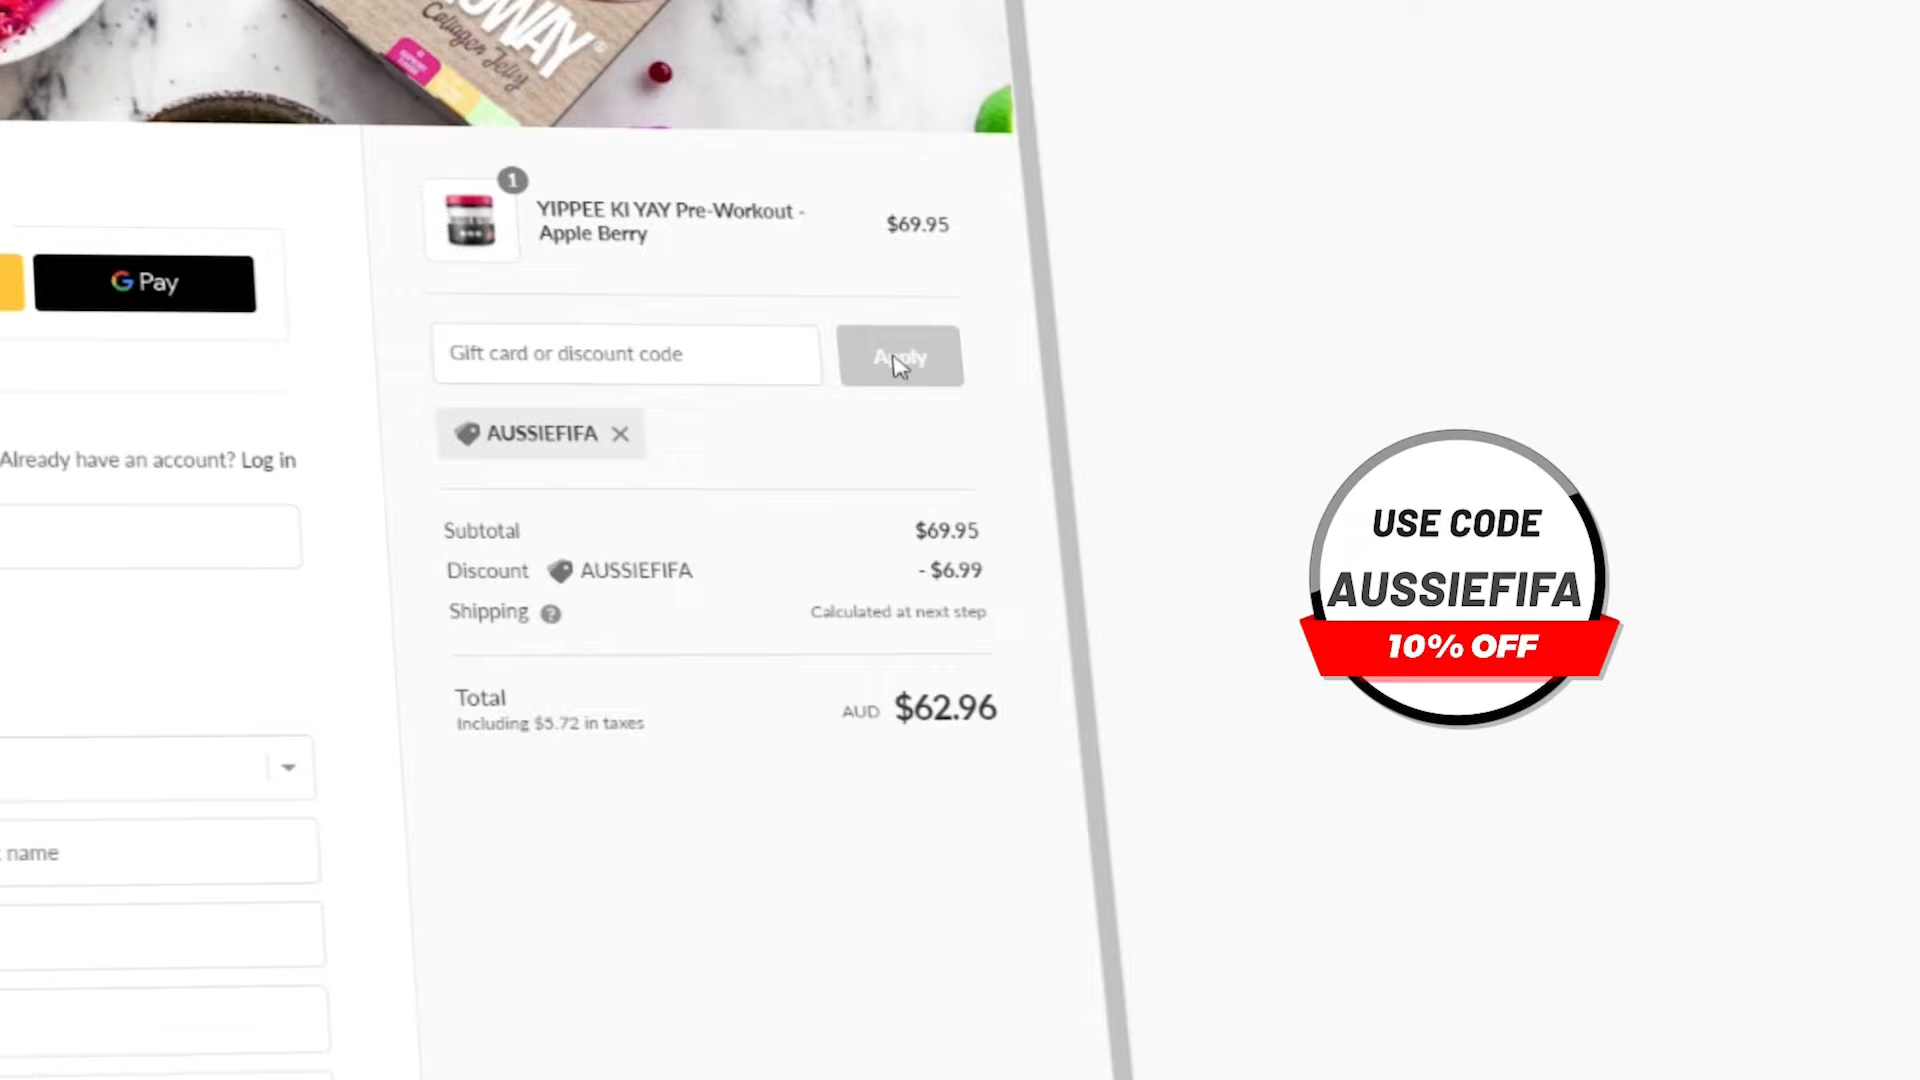 Collagen Jelly
1
YIPPEE KI YAY Pre-Workout -
Apple Berry
$69.95
G Pay
Gift card or discount code
Apply
AUSSIEFIFA
Already have an account? Log in
Subtotal
$69.95
Discount AUSSIEFIFA
- $6.99
Shipping ?
Calculated at next step
Total
Including $5.72 in taxes
AUD $62.96
name
USE CODE
AUSSIEFIFA
10% OFF